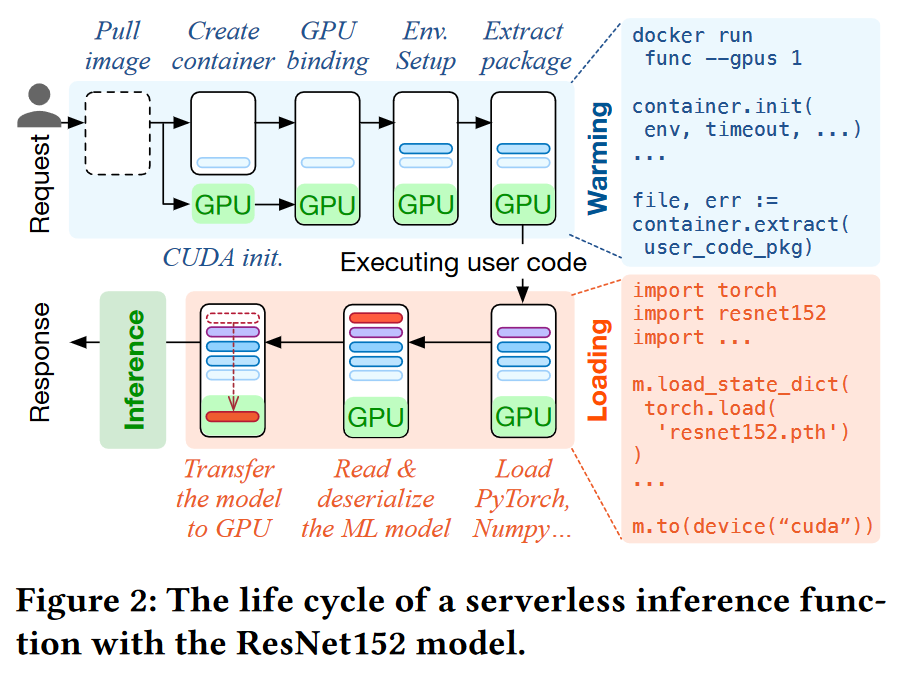 Pull image
Create container
GPU binding
Env. Setup
Extract package
Request
GPU
GPU
GPU
GPU
CUDA init.
Warming
docker run
func --gpus 1
container.init(
env, timeout, ...)
...
file, err :=
container.extract(
user_code_pkg)
Executing user code
Response
Inference
GPU
GPU
Loading
Transfer
the model
to GPU
Read &
deserialize
the ML model
Load
PyTorch,
Numpy...
import torch
import resnet152
import ...
m.load_state_dict(
torch.load(
'resnet152.pth')
)
...
m.to(device(“cuda”))
Figure 2: The life cycle of a serverless inference func-
tion with the ResNet152 model.